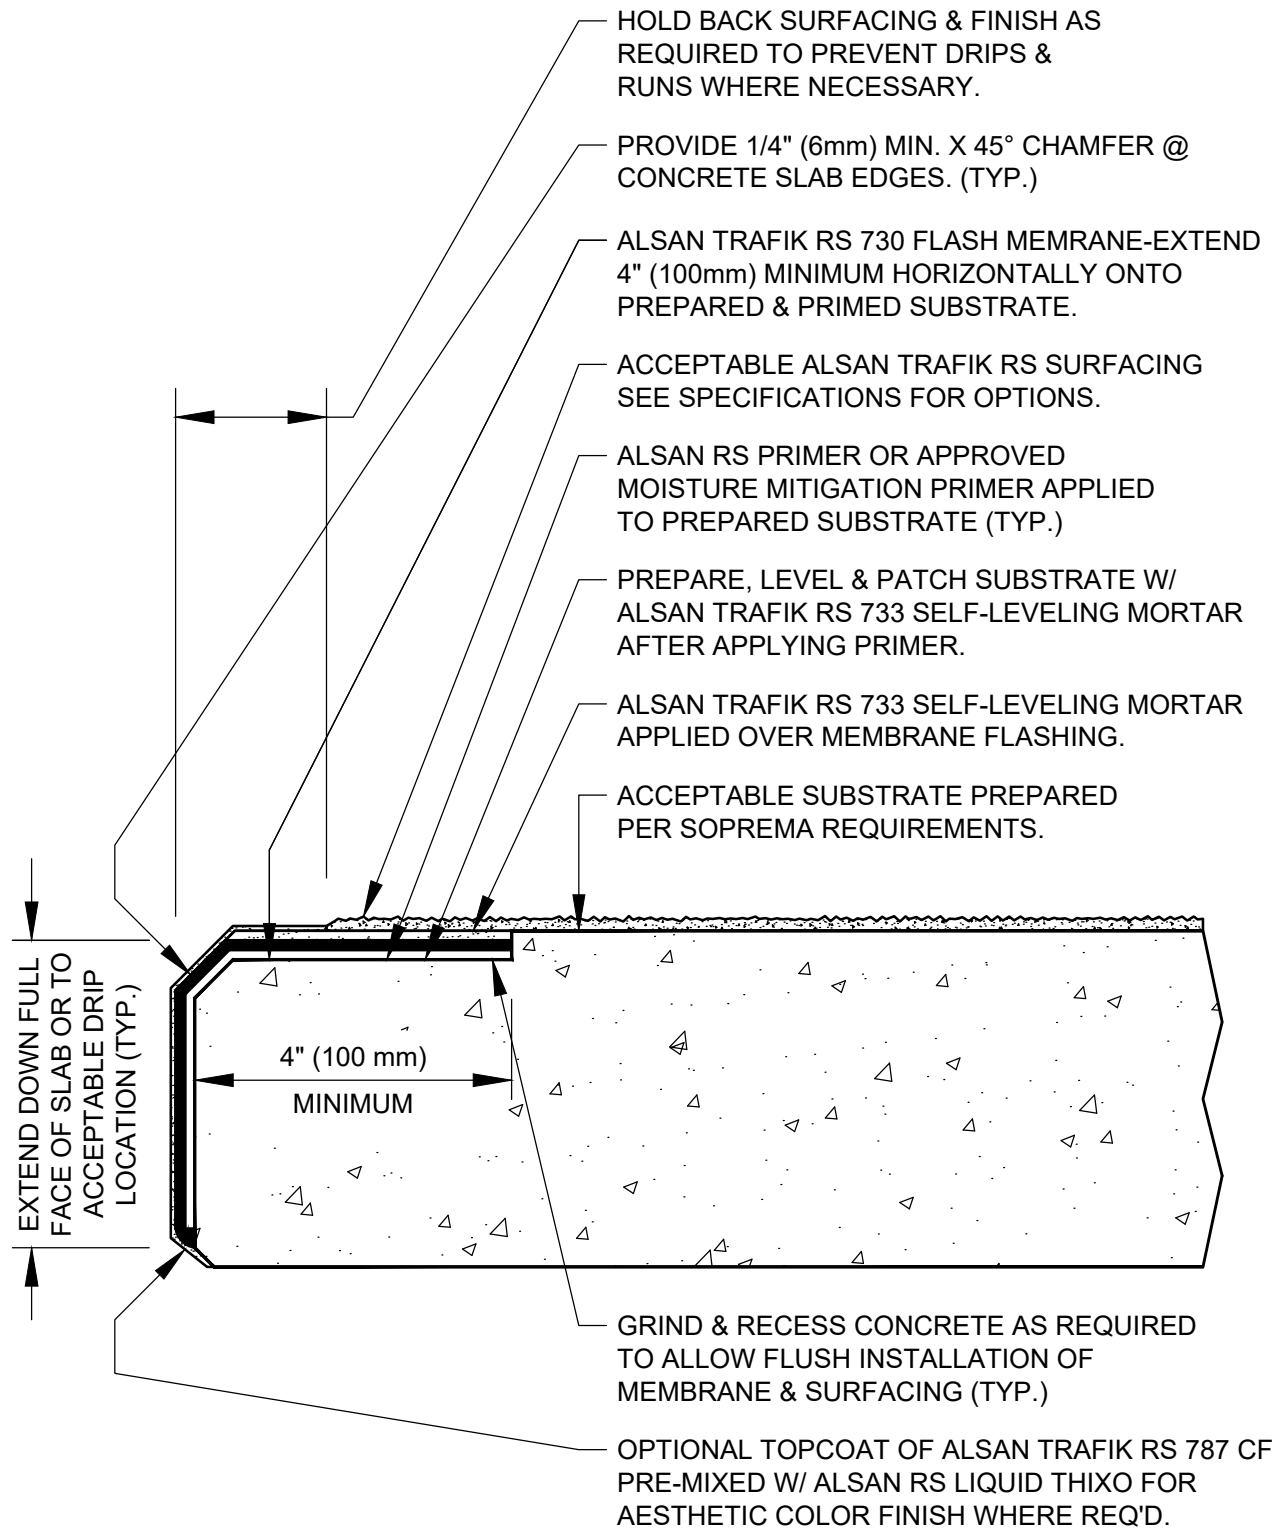 HOLD BACK SURFACING & FINISH AS
REQUIRED TO PREVENT DRIPS &
RUNS WHERE NECESSARY.
PROVIDE 1/4" (6mm) MIN. X 45° CHAMFER @
CONCRETE SLAB EDGES. (TYP.)
ALSAN TRAFIK RS 730 FLASH MEMRANE-EXTEND
4" (100mm) MINIMUM HORIZONTALLY ONTO
PREPARED & PRIMED SUBSTRATE.
ACCEPTABLE ALSAN TRAFIK RS SURFACING
SEE SPECIFICATIONS FOR OPTIONS.
ALSAN RS PRIMER OR APPROVED
MOISTURE MITIGATION PRIMER APPLIED
TO PREPARED SUBSTRATE (TYP.)
PREPARE, LEVEL & PATCH SUBSTRATE W/
ALSAN TRAFIK RS 733 SELF-LEVELING MORTAR
AFTER APPLYING PRIMER.
ALSAN TRAFIK RS 733 SELF-LEVELING MORTAR
APPLIED OVER MEMBRANE FLASHING.
ACCEPTABLE SUBSTRATE PREPARED
PER SOPREMA REQUIREMENTS.
EXTEND DOWN FULL
FACE OF SLAB OR TO
ACCEPTABLE DRIP
LOCATION (TYP.)
4" (100 mm)
MINIMUM
GRIND & RECESS CONCRETE AS REQUIRED
TO ALLOW FLUSH INSTALLATION OF
MEMBRANE & SURFACING (TYP.)
OPTIONAL TOPCOAT OF ALSAN TRAFIK RS 787 CF
PRE-MIXED W/ ALSAN RS LIQUID THIXO FOR
AESTHETIC COLOR FINISH WHERE REQ'D.